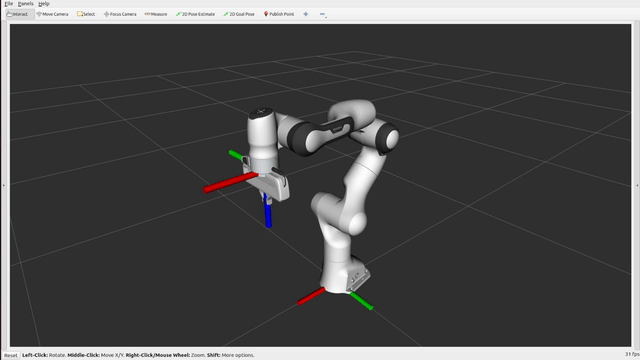 File Panels Help
Interact Move Camera Select Focus Camera Measure 2D Pose Estimate 2D Goal Pose Publish Point
Reset Left-Click: Rotate. Middle-Click: Move X/Y. Right-Click/Mouse Wheel: Zoom. Shift: More options. 31 fps